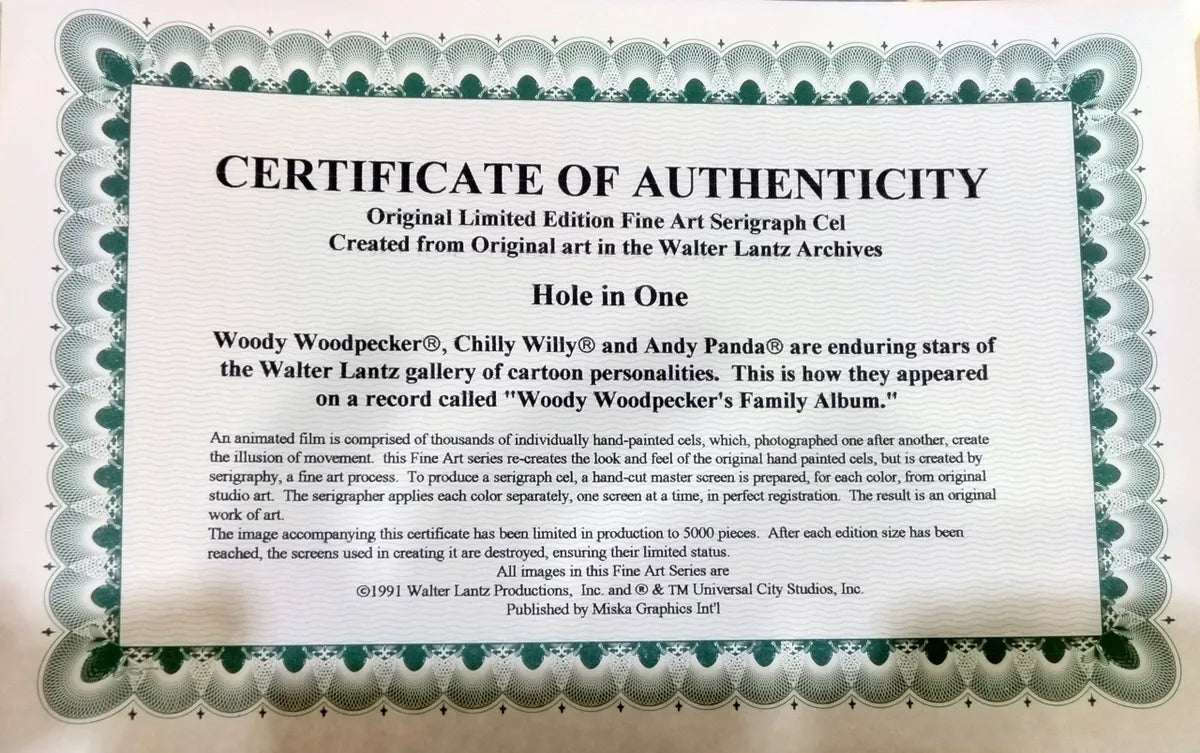 CERTIFICATE OF AUTHENTICITY
Original Limited Edition Fine Art Serigraph Cel
Created from Original art in the Walter Lantz Archives
Hole in One
Woody Woodpecker®, Chilly Willy® and Andy Panda® are enduring stars of
the Walter Lantz gallery of cartoon personalities. This is how they appeared
on a record called "Woody Woodpecker's Family Album."
An animated film is comprised of thousands of individually hand-painted cels, which, photographed one after another, create
the illusion of movement. this Fine Art series re-creates the look and feel of the original hand painted cels, but is created by
serigraphy, a fine art process. To produce a serigraph cel, a hand-cut master screen is prepared, for each color, from original
studio art. The serigrapher applies each color separately, one screen at a time, in perfect registration. The result is an original
work of art.
The image accompanying this certificate has been limited in production to 5000 pieces. After each edition size has been
reached, the screens used in creating it are destroyed, ensuring their limited status.
All images in this Fine Art Series are
©1991 Walter Lantz Productions, Inc. and ® & TM Universal City Studios, Inc.
Published by Miska Graphics Int'l